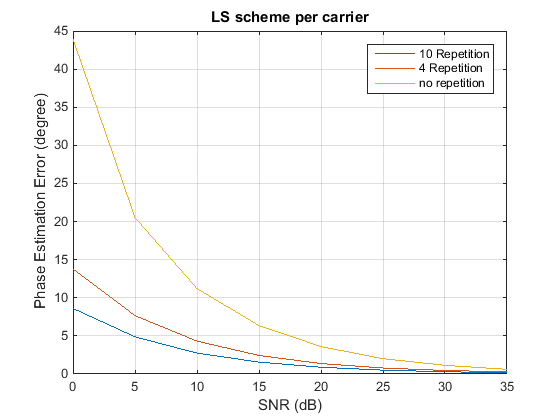 LS scheme per carrier
45
40
35
30
25
20
15
10
5
0
Phase Estimation Error (degree)
10 Repetition
4 Repetition
no repetition
0 5 10 15 20 25 30 35
SNR (dB)